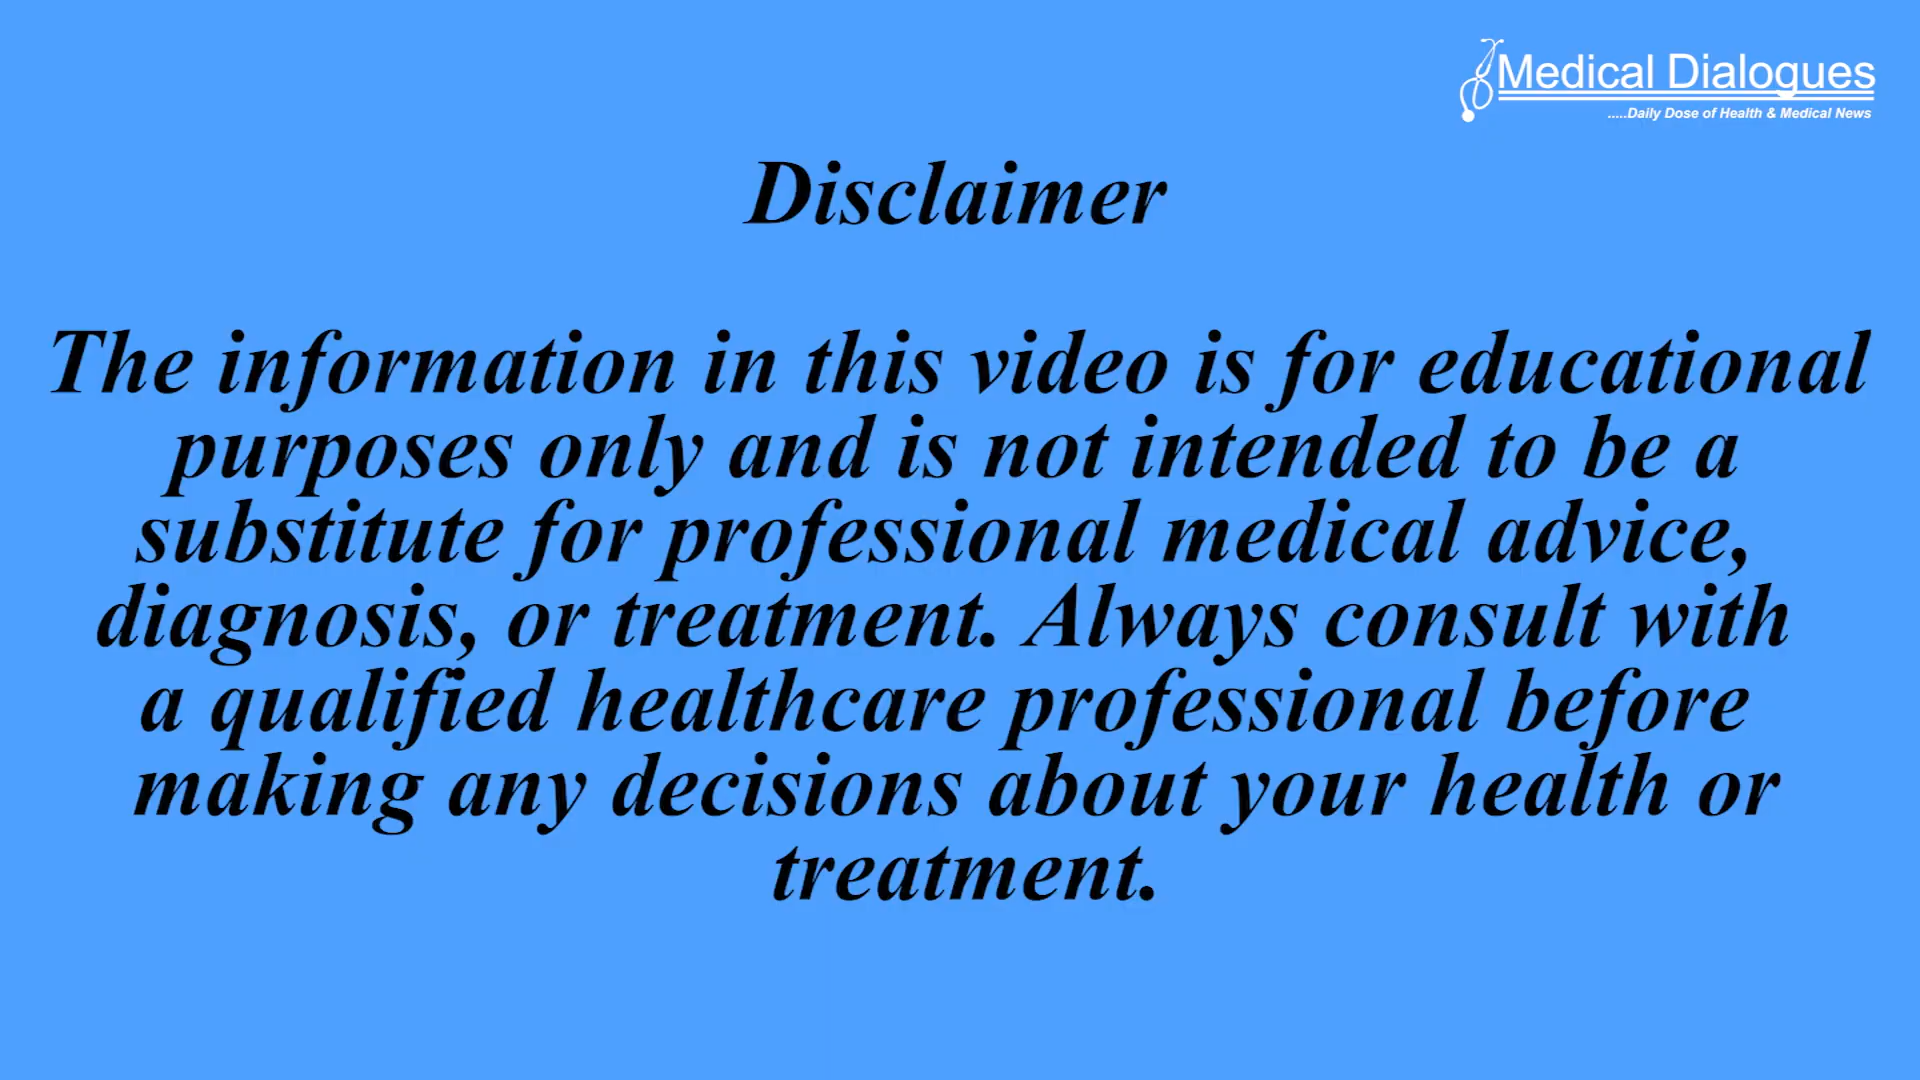 Medical Dialogues
.....Daily Dose of Health & Medical News
Disclaimer
The information in this video is for educational
purposes only and is not intended to be a
substitute for professional medical advice,
diagnosis, or treatment. Always consult with
a qualified healthcare professional before
making any decisions about your health or
treatment.